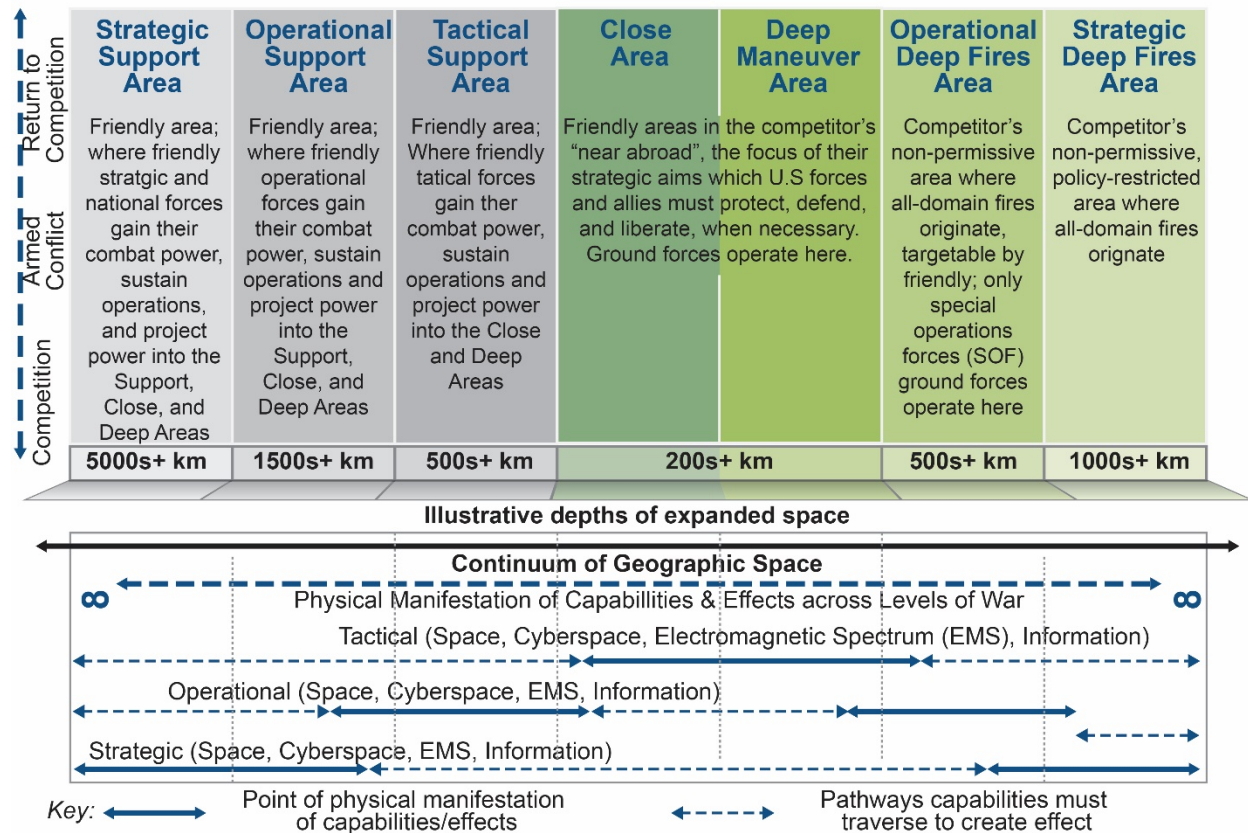 Return to
Competition
Armed
Conflict
Competition
Strategic
Support
Area
Friendly area;
where friendly
stratgic and
national forces
gain their
combat power,
sustain
operations,
and project
power into the
Support,
Close, and
Deep Areas
5000s+ km
Operational
Support
Area
Friendly area;
where friendly
operational
forces gain
their combat
power, sustain
operations and
project power
into the
Support,
Close, and
Deep Areas
1500s+ km
Tactical
Support
Area
Friendly area;
Where friendly
tatical forces
gain ther
combat power,
sustain
operations and
project power
into the Close
and Deep
Areas
500s+ km
Close
Area
Deep
Maneuver
Area
Friendly areas in the competitor's
“near abroad”, the focus of their
strategic aims which U.S forces
and allies must protect, defend,
and liberate, when necessary.
Ground forces operate here.
200s+ km
Operational
Deep Fires
Area
Competitor's
non-permissive
area where
all-domain fires
originate,
targetable by
friendly; only
special
operations
forces (SOF)
ground forces
operate here
500s+ km
Strategic
Deep Fires
Area
Competitor's
non-permissive,
policy-restricted
area where
all-domain fires
orignate
1000s+ km
Illustrative depths of expanded space
Continuum of Geographic Space
8 8
Physical Manifestation of Capabillities & Effects across Levels of War
Tactical (Space, Cyberspace, Electromagnetic Spectrum (EMS), Information)
Operational (Space, Cyberspace, EMS, Information)
Strategic (Space, Cyberspace, EMS, Information)
Key:
Point of physical manifestation
of capabilities/effects
Pathways capabilities must
traverse to create effect